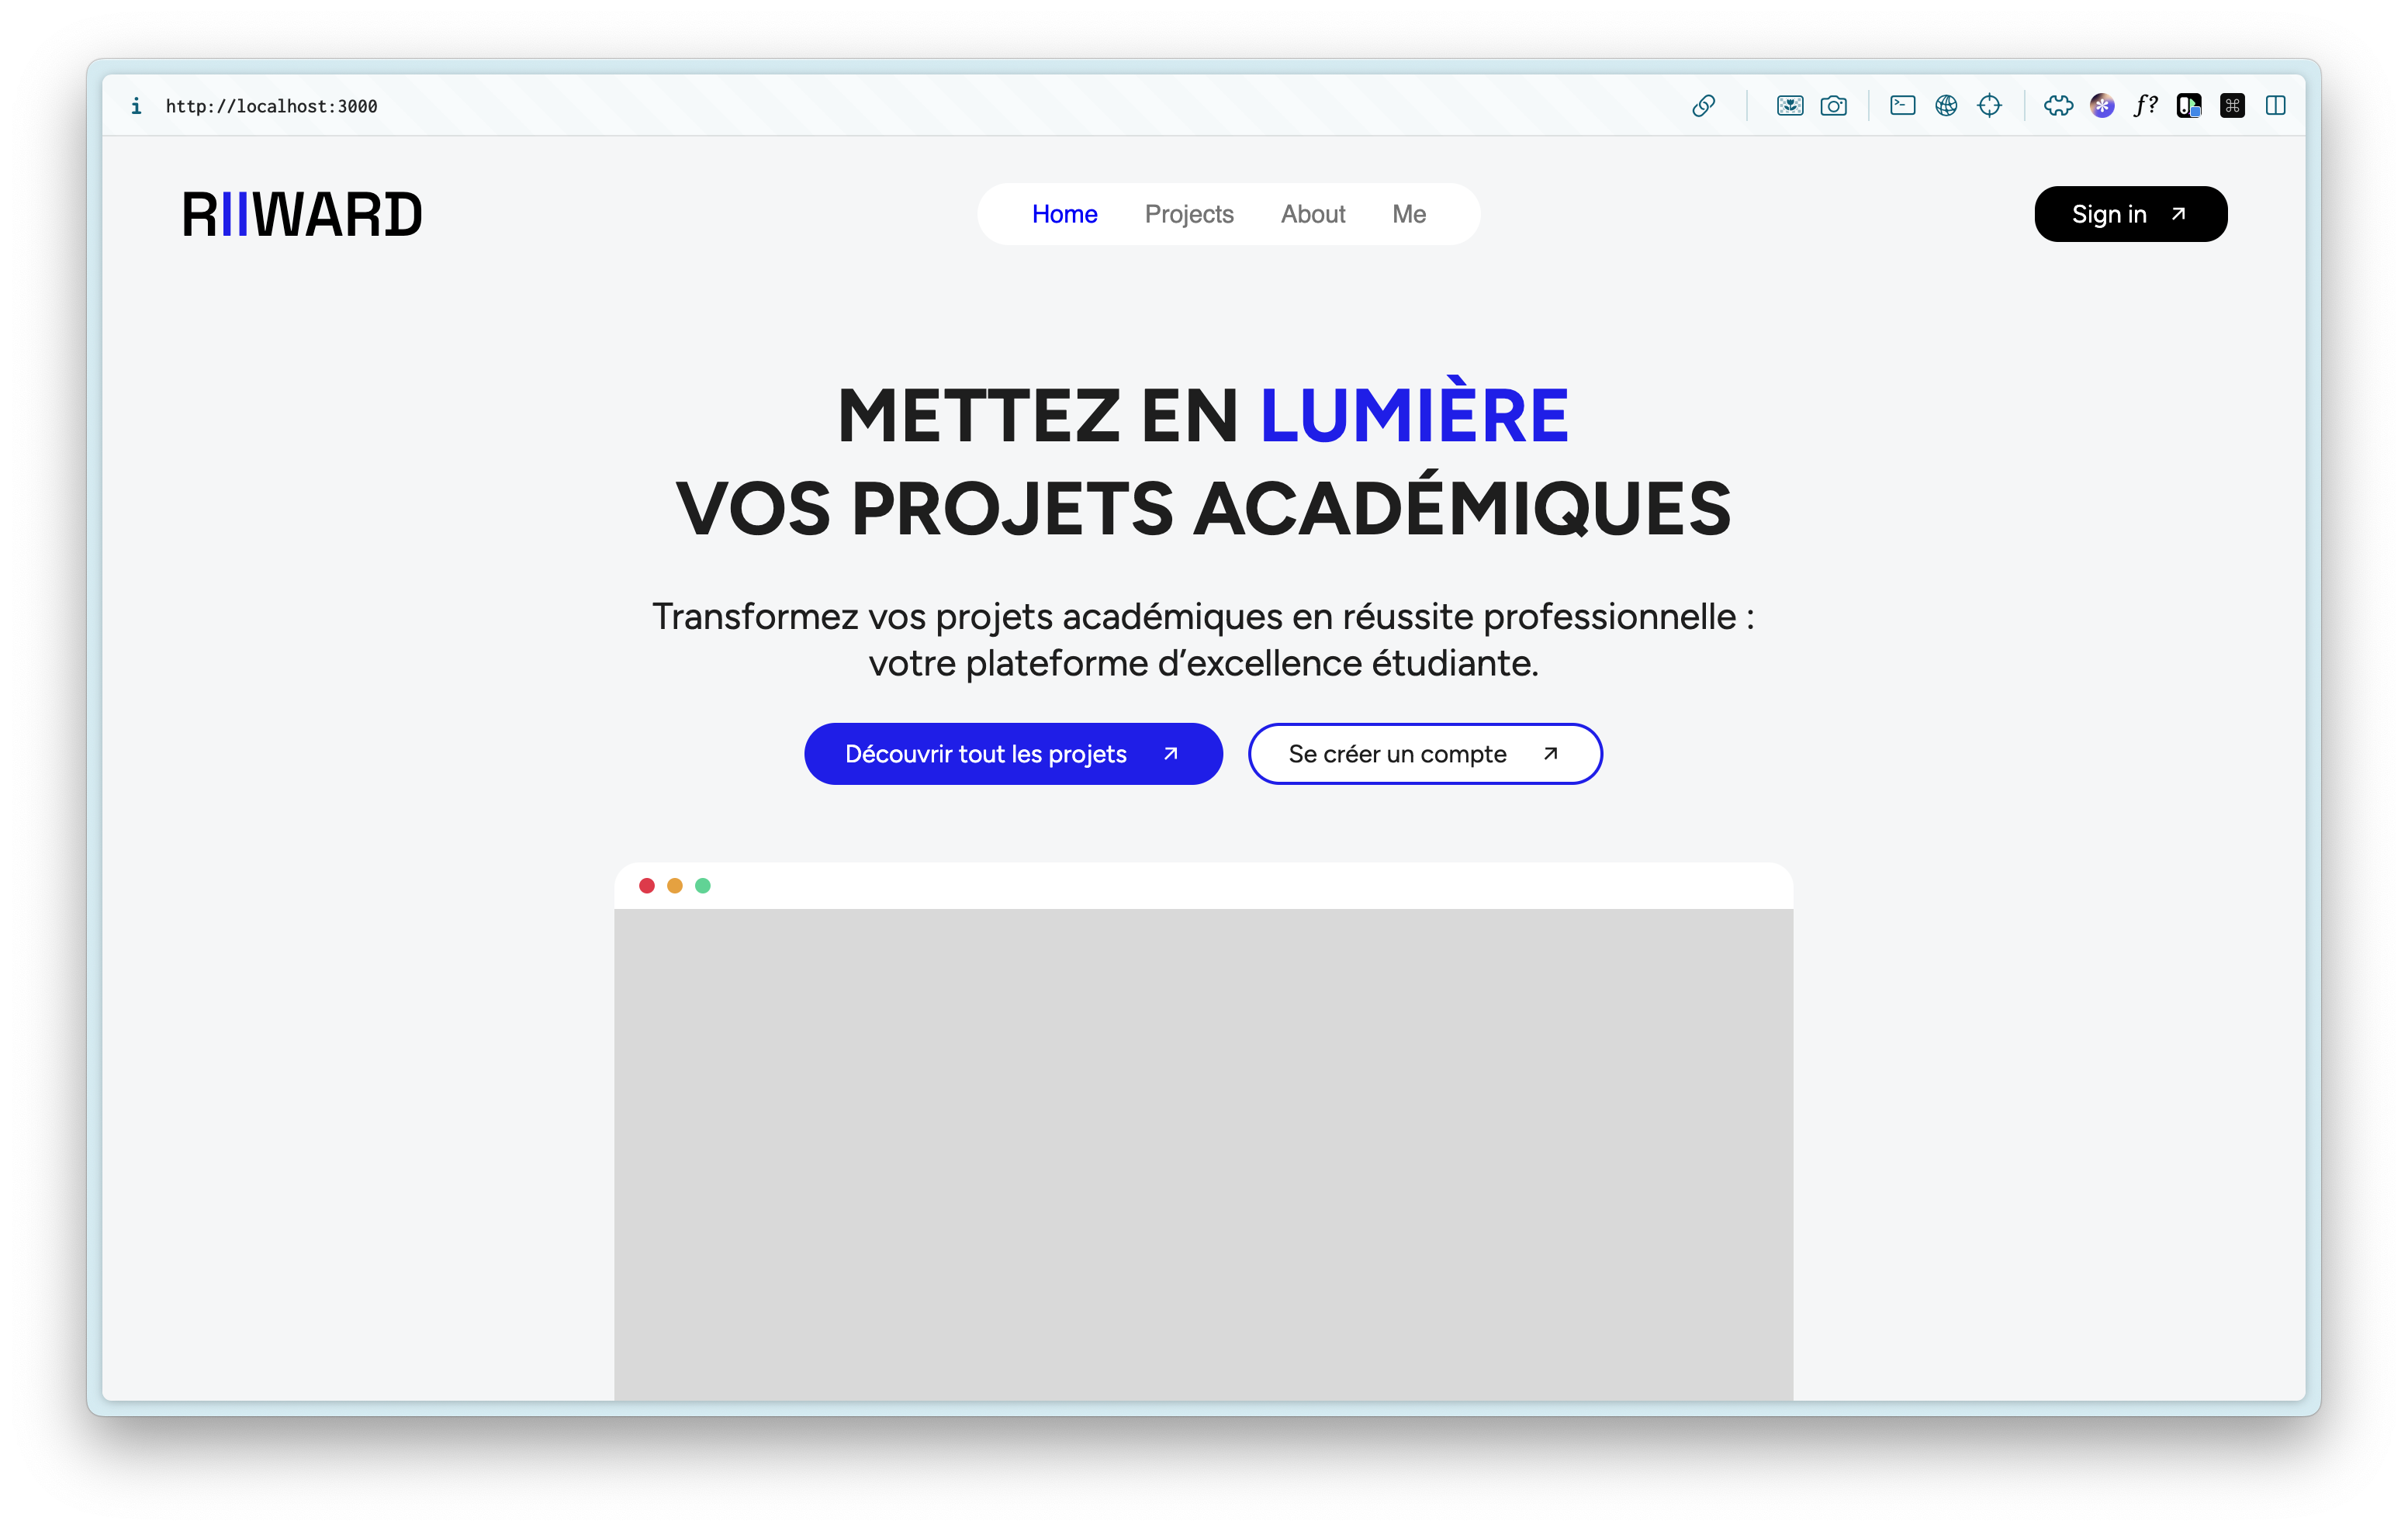 http://localhost:3000
f?
RIIWARD
Home Projects About Me
Sign in
METTEZ EN LUMIÈRE
VOS PROJETS ACADÉMIQUES
Transformez vos projets académiques en réussite professionnelle :
votre plateforme d’excellence étudiante.
Découvrir tout les projets
Se créer un compte